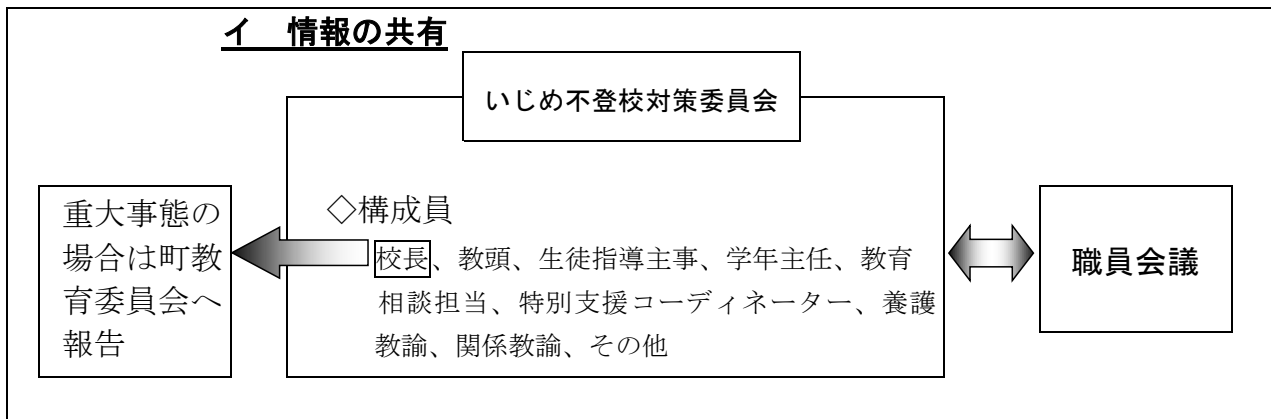 イ 情報の共有
いじめ不登校対策委員会
重大事態の
場合は町教
育委員会へ
報告
◇構成員
校長、教頭、生徒指導主事、学年主任、教育
相談担当、特別支援コーディネーター、養護
教諭、関係教諭、その他
職員会議